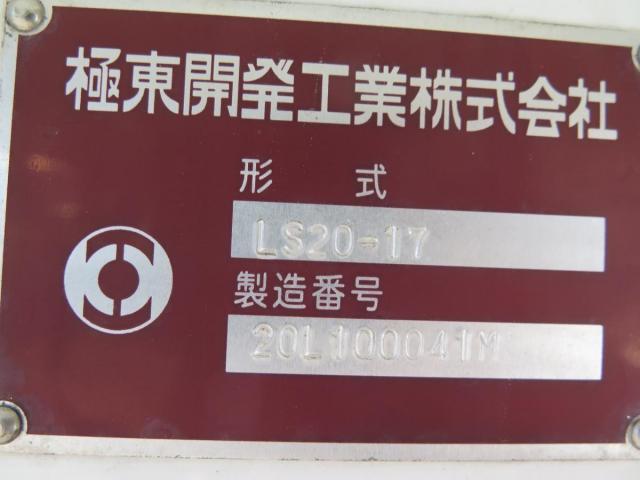 極東開発工業株式会社
形式
LS20-17
製造番号
20L100041M